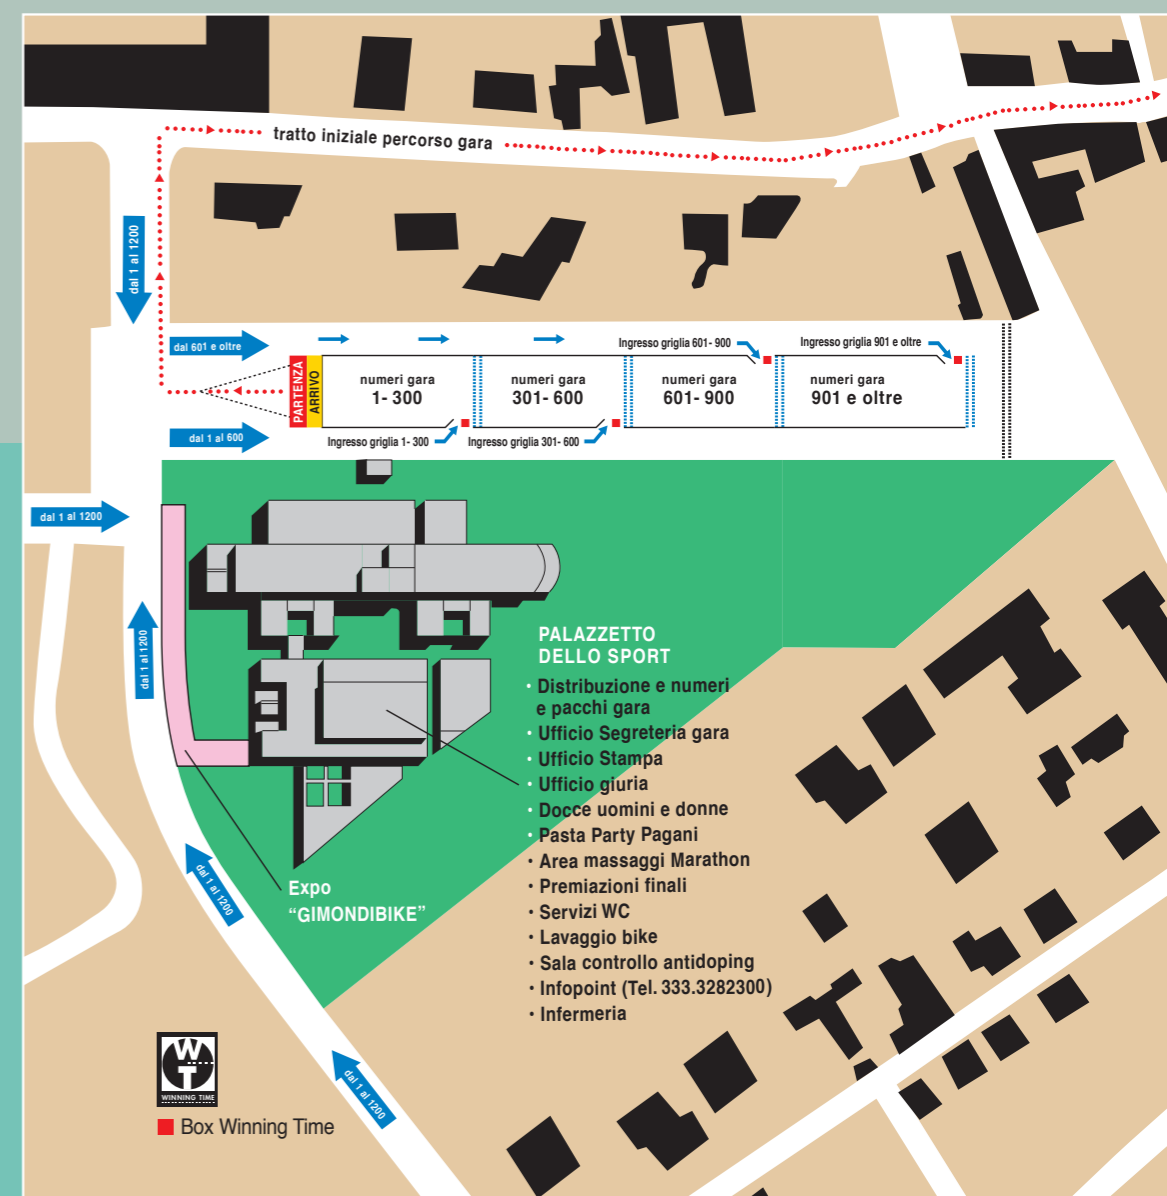 tratto iniziale percorso gara
dal 1 al 1200
dal 601 e oltre
Ingresso griglia 601- 900
Ingresso griglia 901 e oltre
PARTENZA
ARRIVO
numeri gara
1- 300
numeri gara
301- 600
numeri gara
601- 900
numeri gara
901 e oltre
dal 1 al 600
Ingresso griglia 1- 300
Ingresso griglia 301- 600
dal 1 al 1200
dal 1 al 1200
PALAZZETTO
DELLO SPORT
· Distribuzione e numeri
e pacchi gara
· Ufficio Segreteria gara
· Ufficio Stampa
· Ufficio giuria
· Docce uomini e donne
· Pasta Party Pagani
· Area massaggi Marathon
· Premiazioni finali
· Servizi WC
· Lavaggio bike
· Sala controllo antidoping
· Infopoint (Tel. 333.3282300)
· Infermeria
dal 1 al 1200
Expo
“GIMONDIBIKE”
dal 1 al 1200
W
T
WINNING TIME
Box Winning Time